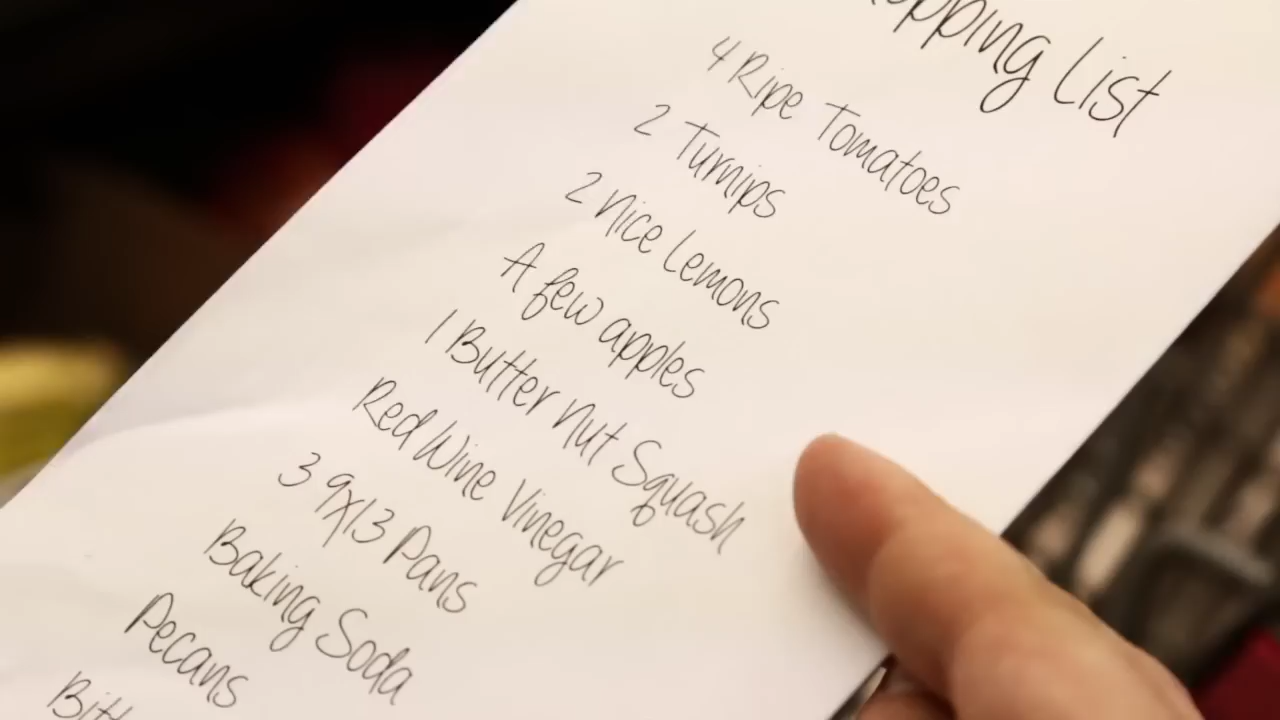 List
4 Ripe Tomatoes
2 Turnips
2 Nice Lemons
A few apples
1 Butter Nut Squash
Red Wine Vinegar
3 9x13 Pans
Baking Soda
Pecans